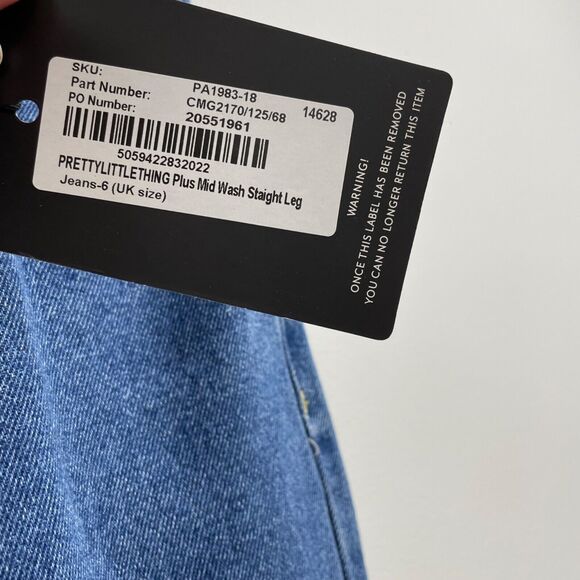 SKU: PA1983-18 14628
Part Number: CMG2170/125/68
PO Number: 20551961
5059422832022
PRETTYLITTLETHING Plus Mid Wash Staight Leg
Jeans-6 (UK size)
WARNING!
ONCE THIS LABEL HAS BEEN REMOVED
YOU CAN NO LONGER RETURN THIS ITEM